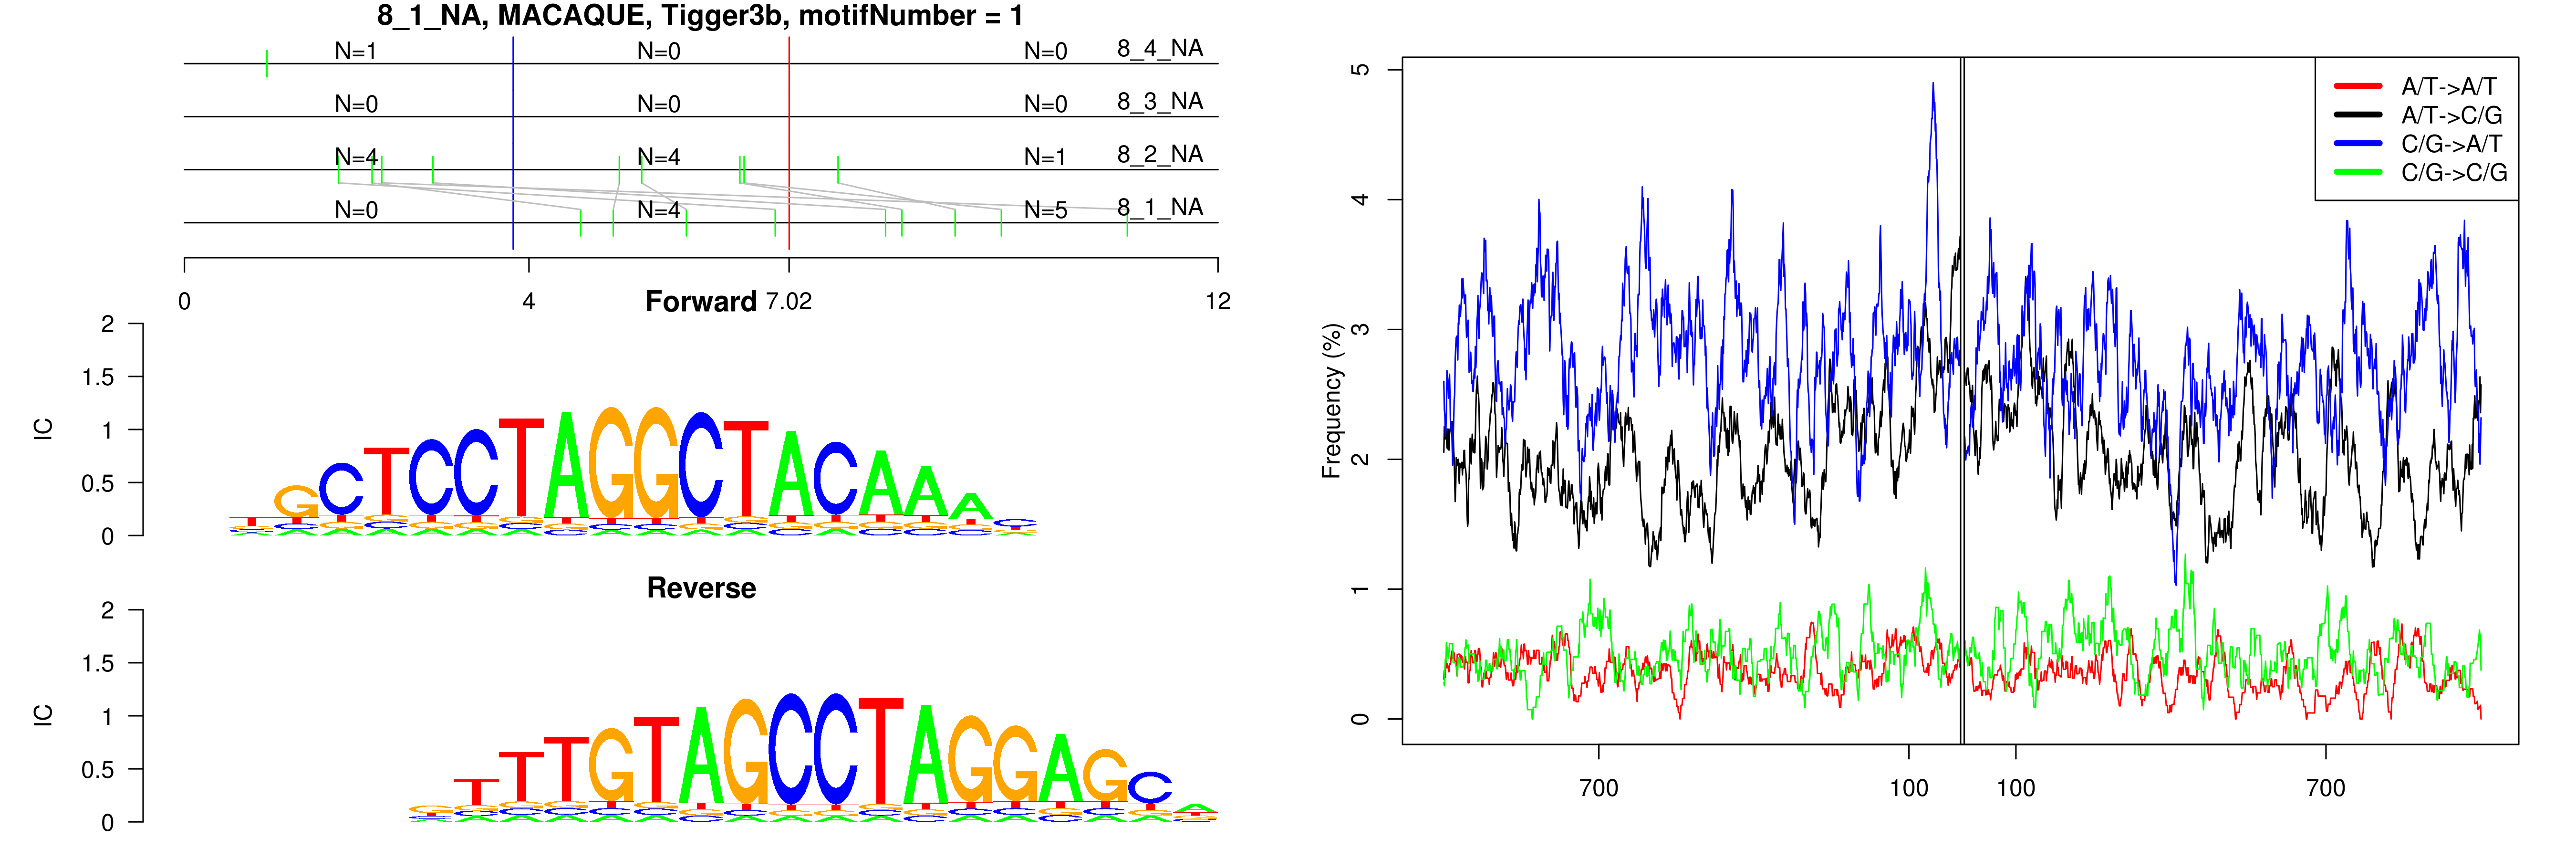 8_1_NA, MACAQUE, Tigger3b, motifNumber = 1
N=1 N=0 N=0 8_4_NA
N=0 N=0 N=0 8_3_NA
N=4 N=4 N=1 8_2_NA
N=0 N=4 N=5 8_1_NA
0 4 7.02 12
Forward
2
1.5
1
0.5
0
IC
GCTCCTAGGCTACAAA
Reverse
2
1.5
1
0.5
0
IC
TTTGTAGCCTAGGAGC
5
4
3
2
1
0
Frequency (%)
700 100 100 700
A/T->A/T
A/T->C/G
C/G->A/T
C/G->C/G